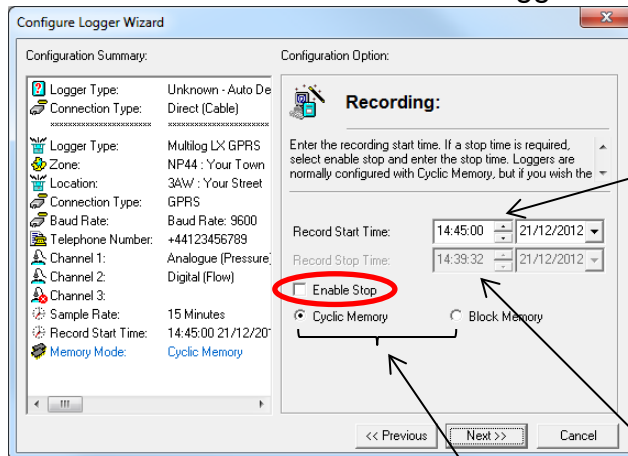 Configure Logger Wizard
Configuration Summary:
Configuration Option:
Logger Type: Unknown - Auto De
Connection Type: Direct (Cable)
xxxxxxxxxxxxxxxxxxxxxxx xxxxxxxxxxxxxxxxxxxxxxx
Logger Type: Multilog LX GPRS
Zone: NP44 : Your Town
Location: 3AW : Your Street
Connection Type: GPRS
Baud Rate: Baud Rate: 9600
Telephone Number: +44123456789
Channel 1: Analogue (Pressure)
Channel 2: Digital (Flow)
Channel 3:
Sample Rate: 15 Minutes
Record Start Time: 14:45:00 21/12/201
Memory Mode: Cyclic Memory
Recording:
Enter the recording start time. If a stop time is required,
select enable stop and enter the stop time. Loggers are
normally configured with Cyclic Memory, but if you wish the
Record Start Time: 14:45:00 21/12/2012
Record Stop Time: 14:39:32 21/12/2012
Enable Stop
Cyclic Memory Block Memory
<< Previous Next >> Cancel